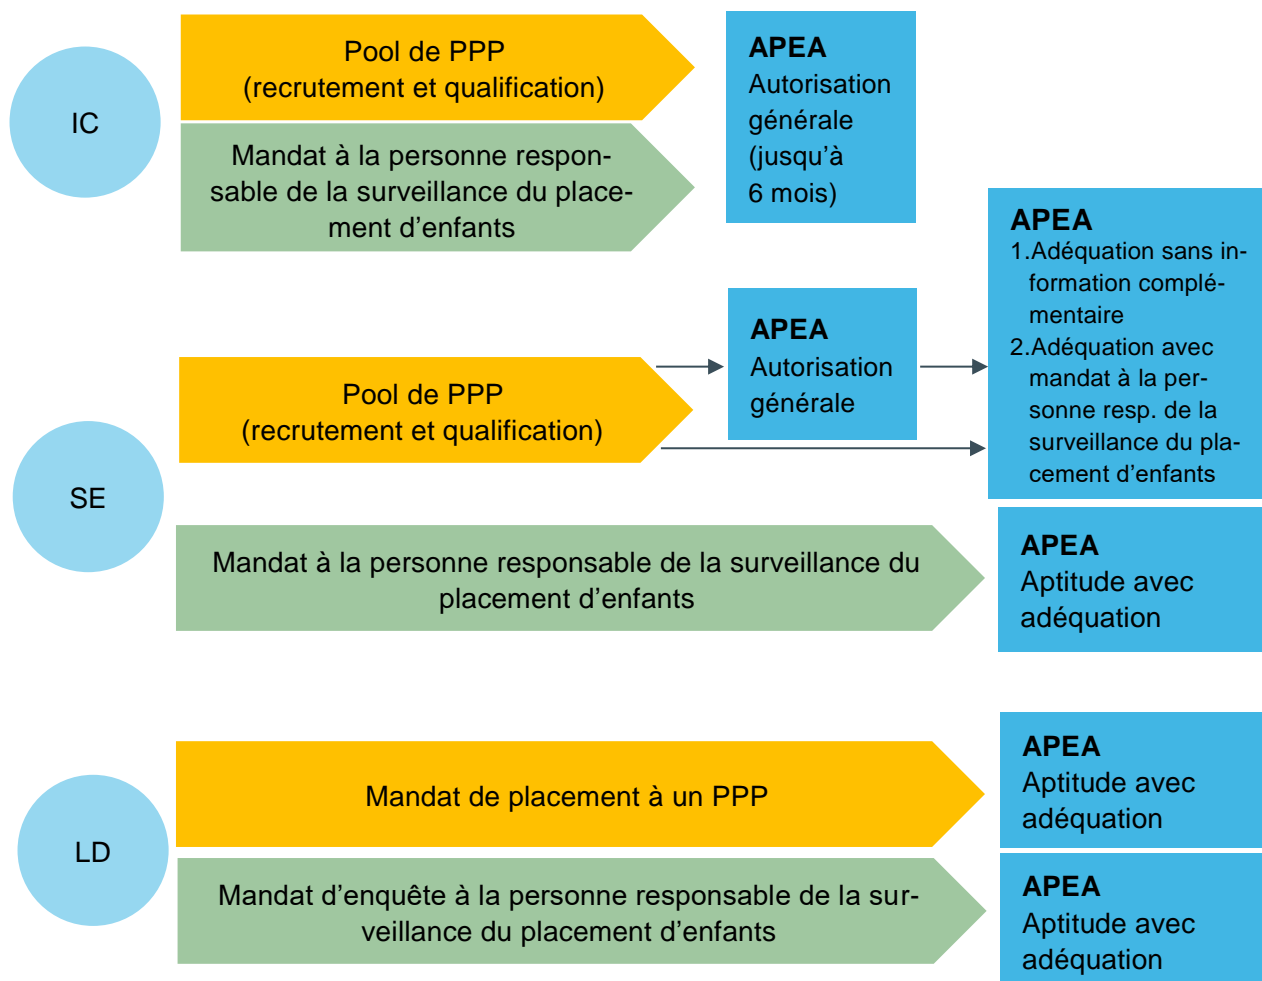 IC
Pool de PPP
(recrutement et qualification)
Mandat à la personne respon-
sable de la surveillance du place-
ment d'enfants
APEA
Autorisation
générale
(jusqu'à
6 mois)
SE
Pool de PPP
(recrutement et qualification)
APEA
Autorisation
générale
APEA
1.Adéquation sans in-
formation complé-
mentaire
2.Adéquation avec
mandat à la per-
sonne resp. de la
surveillance du pla-
cement d'enfants
Mandat à la personne responsable de la surveillance du
placement d'enfants
APEA
Aptitude avec
adéquation
LD
Mandat de placement à un PPP
APEA
Aptitude avec
adéquation
Mandat d'enquête à la personne responsable de la sur-
veillance du placement d'enfants
APEA
Aptitude avec
adéquation